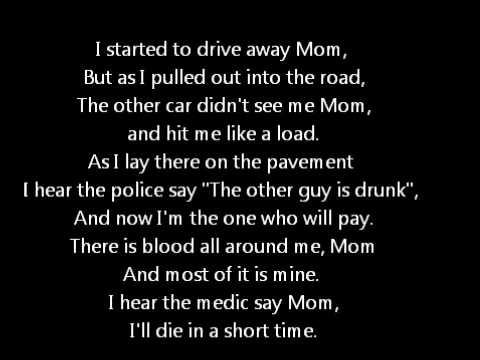 I started to drive away Mom,
But as I pulled out into the road,
The other car didn't see me Mom,
and hit me like a load.
As I lay there on the pavement
I hear the police say "The other guy is drunk",
And now I'm the one who will pay.
There is blood all around me, Mom
And most of it is mine.
I hear the medic say Mom,
I'll die in a short time.